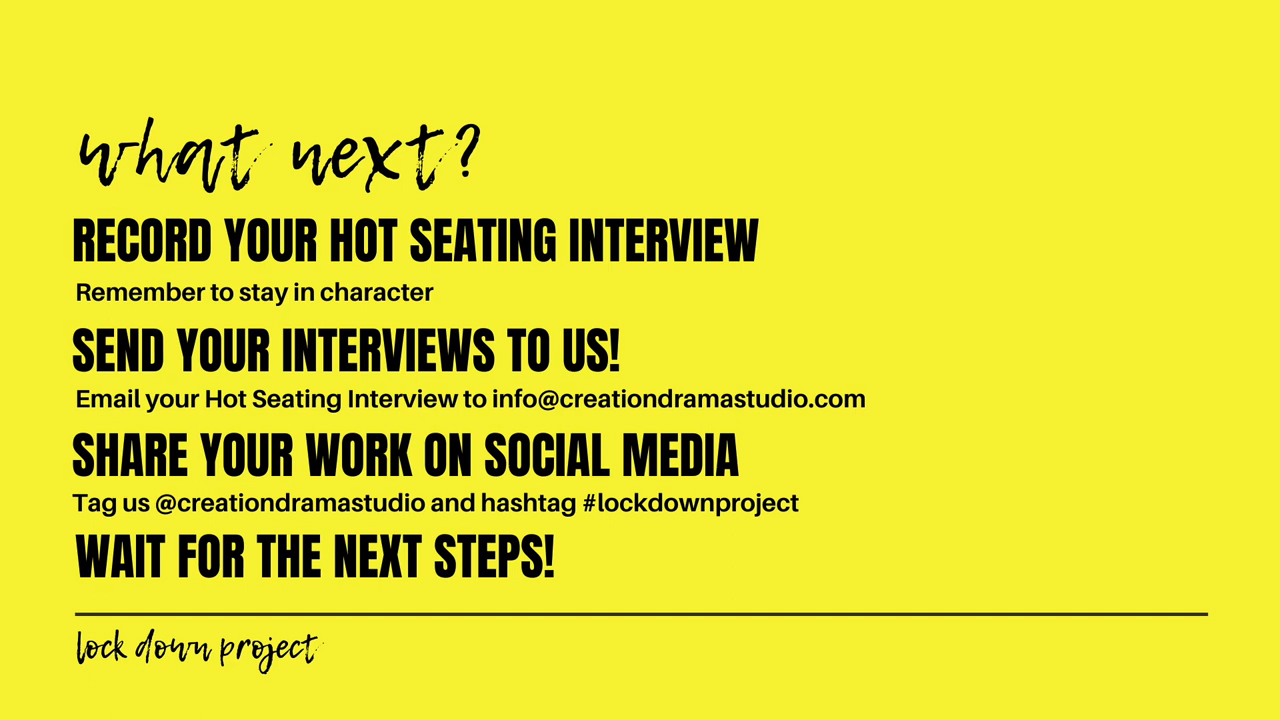 what next?
RECORD YOUR HOT SEATING INTERVIEW
Remember to stay in character
SEND YOUR INTERVIEWS TO US!
Email your Hot Seating Interview to info@creationdramastudio.com
SHARE YOUR WORK ON SOCIAL MEDIA
Tag us @creationdramastudio and hashtag #lockdownproject
WAIT FOR THE NEXT STEPS!
lock down project